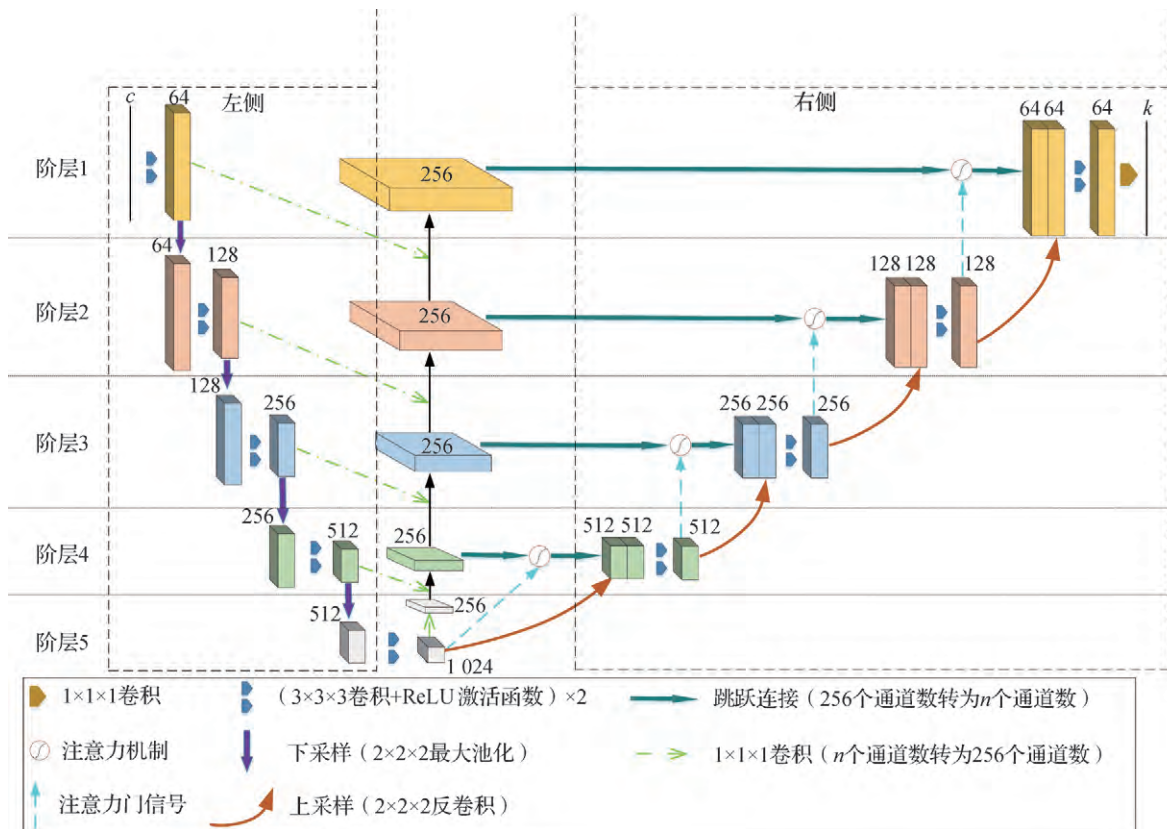 左侧
右侧
c
64
64 64
64
k
阶层1
256
64
128
128 128
128
阶层2
256
128
256
256 256
256
阶层3
256
256
512
256
512 512
512
阶层4
512
256
阶层5
1 024
1×1×1卷积
(3×3×3卷积+ReLU激活函数)×2
跳跃连接(256个通道数转为n个通道数)
注意力机制
下采样(2×2×2最大池化)
1×1×1卷积(n个通道数转为256个通道数)
注意力门信号
上采样(2×2×2反卷积)